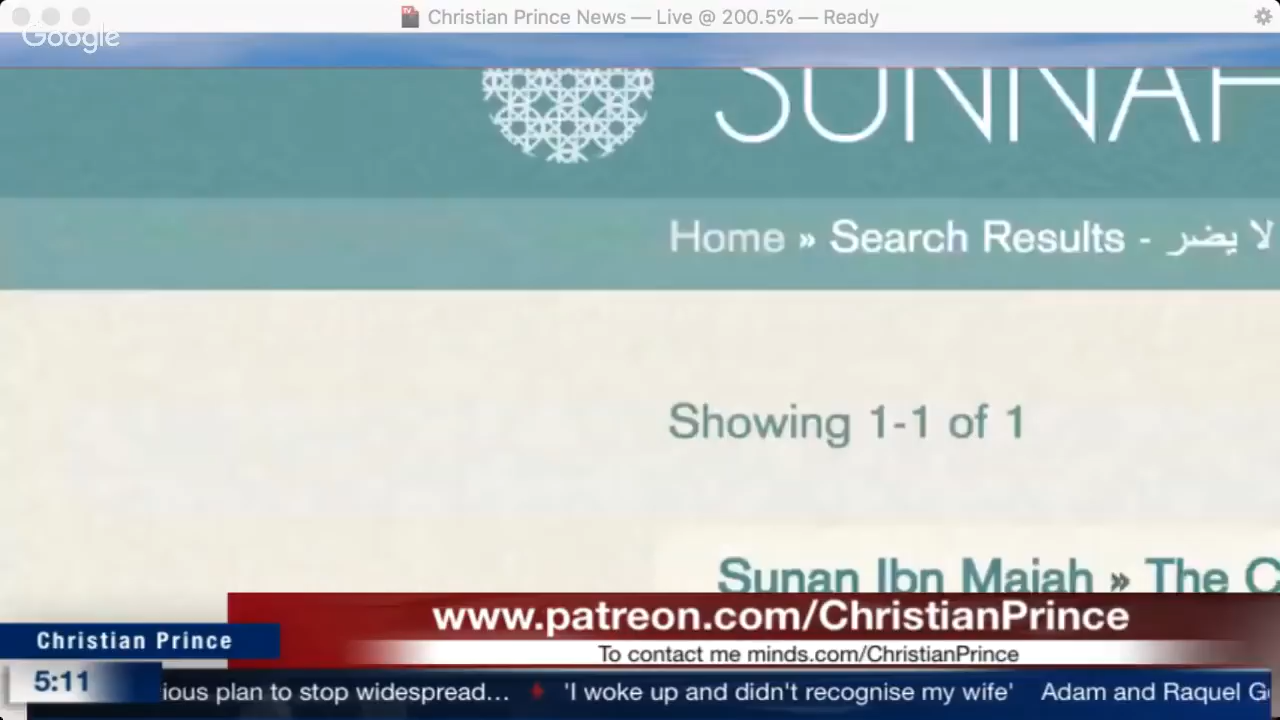 Christian Prince News — Live @ 200.5% — Ready
Google
SUNNAH
Home » Search Results - لا يضر
Showing 1-1 of 1
Sunan Ibn Majah » The C
www.patreon.com/ChristianPrince
Christian Prince
To contact me minds.com/ChristianPrince
5:11
ious plan to stop widespread... 'I woke up and didn't recognise my wife' Adam and Raquel G